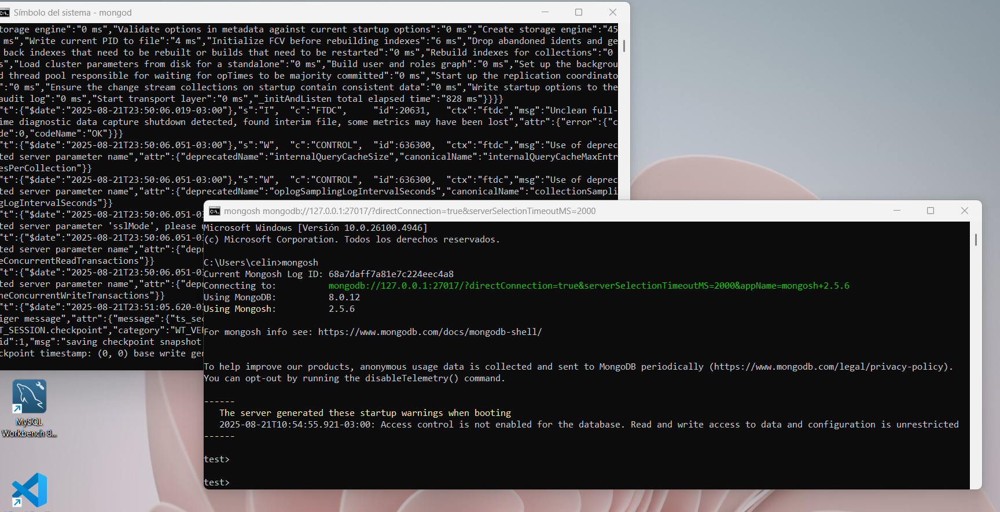 Símbolo del sistema - mongod
torage engine":"0 ms","Validate options in metadata against current startup options":"0 ms","Create storage engine":"45
ms","Write current PID to file":"4 ms","Initialize FCV before rebuilding indexes":"6 ms","Drop abandoned idents and ge
back indexes that need to be rebuilt or builds that need to be restarted":"0 ms","Rebuild indexes for collections":"0
s","Load cluster parameters from disk for a standalone":"0 ms","Build user and roles graph":"0 ms","Set up the backgrou
d thread pool responsible for waiting for opTimes to be majority committed":"0 ms","Start up the replication coordinato
":"0 ms","Ensure the change stream collections on startup contain consistent data":"0 ms","Write startup options to the
audit log":"0 ms","Start transport layer":"0 ms","_initAndListen total elapsed time":"828 ms"}}}}
"t":{"$date":"2025-08-21T23:50:06.019-03:00"},"s":"I",  "c":"FTDC",     "id":20631,   "ctx":"ftdc","msg":"Unclean full-
ime diagnostic data capture shutdown detected, found interim file, some metrics may have been lost","attr":{"error":{"c
de":0,"codeName":"OK"}}}
"t":{"$date":"2025-08-21T23:50:06.051-03:00"},"s":"W",  "c":"CONTROL",  "id":636300,  "ctx":"ftdc","msg":"Use of deprec
ted server parameter name","attr":{"deprecatedName":"internalQueryCacheSize","canonicalName":"internalQueryCacheMaxEntr
esPerCollection"}}
"t":{"$date":"2025-08-21T23:50:06.051-03:00"},"s":"W",  "c":"CONTROL",  "id":636300,  "ctx":"ftdc","msg":"Use of deprec
ted server parameter name","attr":{"deprecatedName":"oplogSamplingLogIntervalSeconds","canonicalName":"collectionSampli
gLogIntervalSeconds"}}
"t":{"$date":"2025-08-21T23:50:06.051-0
ted server parameter 'sslMode', please
"t":{"$date":"2025-08-21T23:50:06.051-0
ted server parameter name","attr":{"dep
eConcurrentReadTransactions"}}
"t":{"$date":"2025-08-21T23:50:06.051-0
ted server parameter name","attr":{"dep
eConcurrentWriteTransactions"}}
"t":{"$date":"2025-08-21T23:51:05.620-0
iger message","attr":{"message":{"ts_sec
T_SESSION.checkpoint","category":"WT_VE
id":1,"msg":"saving checkpoint snapshot
ckpoint timestamp: (0, 0) base write ge
mongosh mongodb://127.0.0.1:27017/?directConnection=true&serverSelectionTimeoutMS=2000
Microsoft Windows [Versión 10.0.26100.4946]
(c) Microsoft Corporation. Todos los derechos reservados.
C:\Users\celin>mongosh
Current Mongosh Log ID: 68a7daff7a81e7c224eec4a8
Connecting to:          mongodb://127.0.0.1:27017/?directConnection=true&serverSelectionTimeoutMS=2000&appName=mongosh+2.5.6
Using MongoDB:          8.0.12
Using Mongosh:          2.5.6
For mongosh info see: https://www.mongodb.com/docs/mongodb-shell/
To help improve our products, anonymous usage data is collected and sent to MongoDB periodically (https://www.mongodb.com/legal/privacy-policy).
You can opt-out by running the disableTelemetry() command.
------
The server generated these startup warnings when booting
2025-08-21T10:54:55.921-03:00: Access control is not enabled for the database. Read and write access to data and configuration is unrestricted
------
test>
test>
MySQL
Workbench 8...